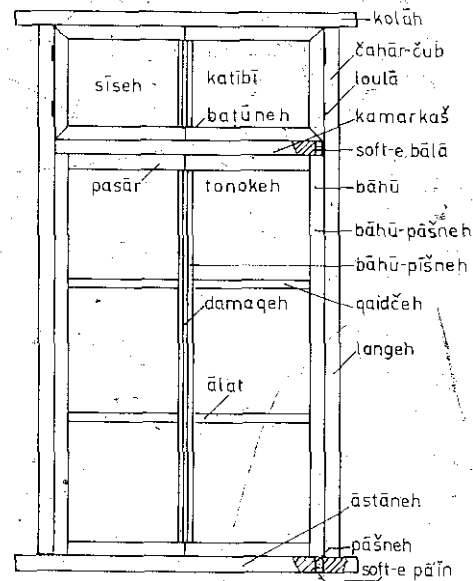 kolāh
čahār-čub
šīseh katībī loulā
batūneh kamarkaš
soft-e bālā
pasār tonokeh bāhū
bāhū-pāšneh
bāhū-pīšneh
damaqeh qaidčeh
langeh
ālat
āstāneh
pāšneh
soft-e pāīn